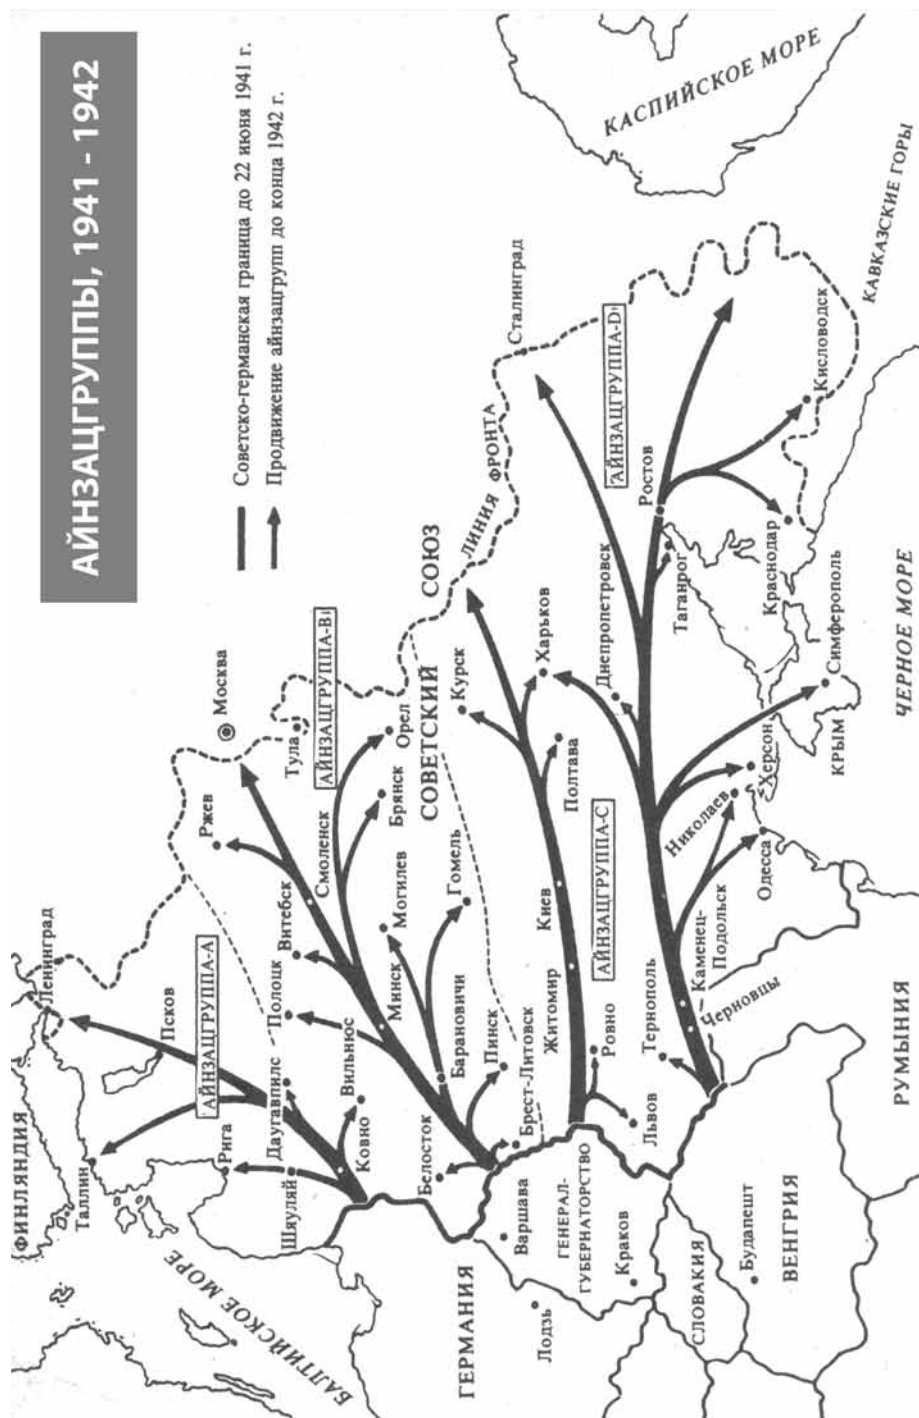 АЙНЗАЦГРУППЫ, 1941 - 1942
Советско-германская граница до 22 июня 1941 г.
Продвижение айнзацгрупп до конца 1942 г.
ФИНЛЯНДИЯ
Ленинград
Таллин
Псков
АЙНЗАЦГРУППА-A
Рига
Даугавпилс
Шяуляй
Ковно
Вильнюс
БАЛТИЙСКОЕ МОРЕ
Москва
Ржев
Тула
Витебск
Полоцк
Смоленск
АЙНЗАЦГРУППА-B
Орел
Брянск
Могилев
Гомель
Минск
Барановичи
Пинск
Белосток
Брест-Литовск
СОВЕТСКИЙ СОЮЗ
ЛИНИЯ ФРОНТА
Курск
Харьков
Полтава
Киев
Житомир
АЙНЗАЦГРУППА-C
Ровно
Львов
ГЕРМАНИЯ
Варшава
Лодзь
ГЕНЕРАЛ-
ГУБЕРНАТОРСТВО
Краков
СЛОВАКИЯ
Будапешт
ВЕНГРИЯ
РУМЫНИЯ
Тернополь
Каменец-
Подольск
Черновцы
Сталинград
АЙНЗАЦГРУППА-D
Днепропетровск
Ростов
Таганрог
Краснодар
Кисловодск
Николаев
Херсон
Одесса
Симферополь
КРЫМ
ЧЕРНОЕ МОРЕ
КАВКАЗСКИЕ ГОРЫ
КАСПИЙСКОЕ МОРЕ